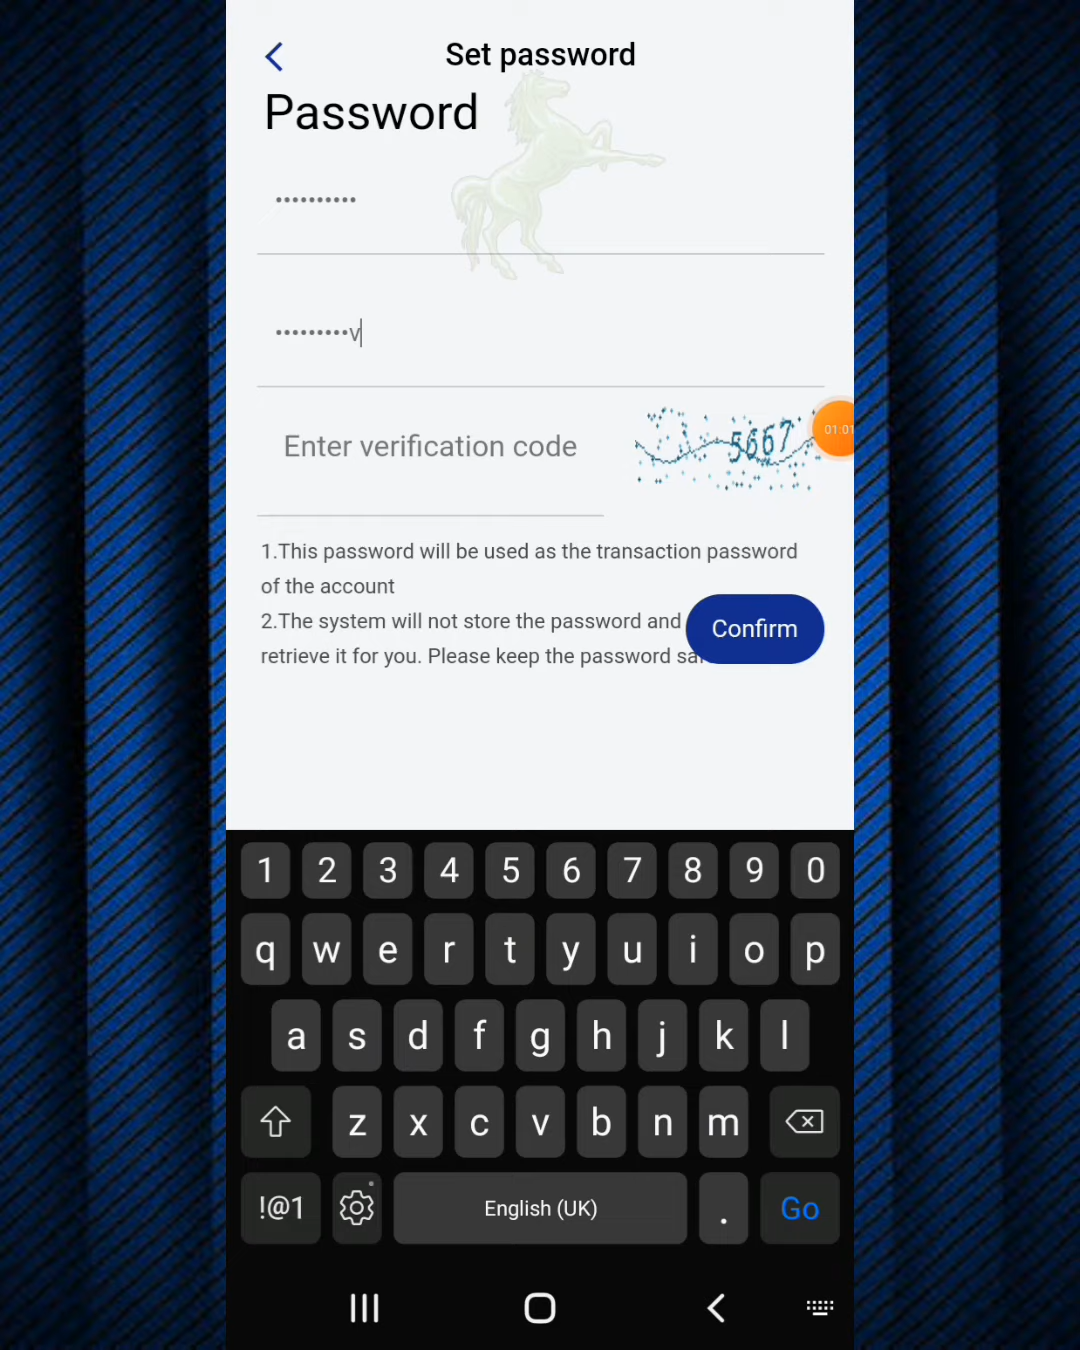 Set password
Password
••••••••••
•••••••••v
Enter verification code
5667
01:01
1.This password will be used as the transaction password
of the account
2.The system will not store the password and
retrieve it for you. Please keep the password
Confirm
1 2 3 4 5 6 7 8 9 0
q w e r t y u i o p
a s d f g h j k l
z x c v b n m
!@1 English (UK) . Go